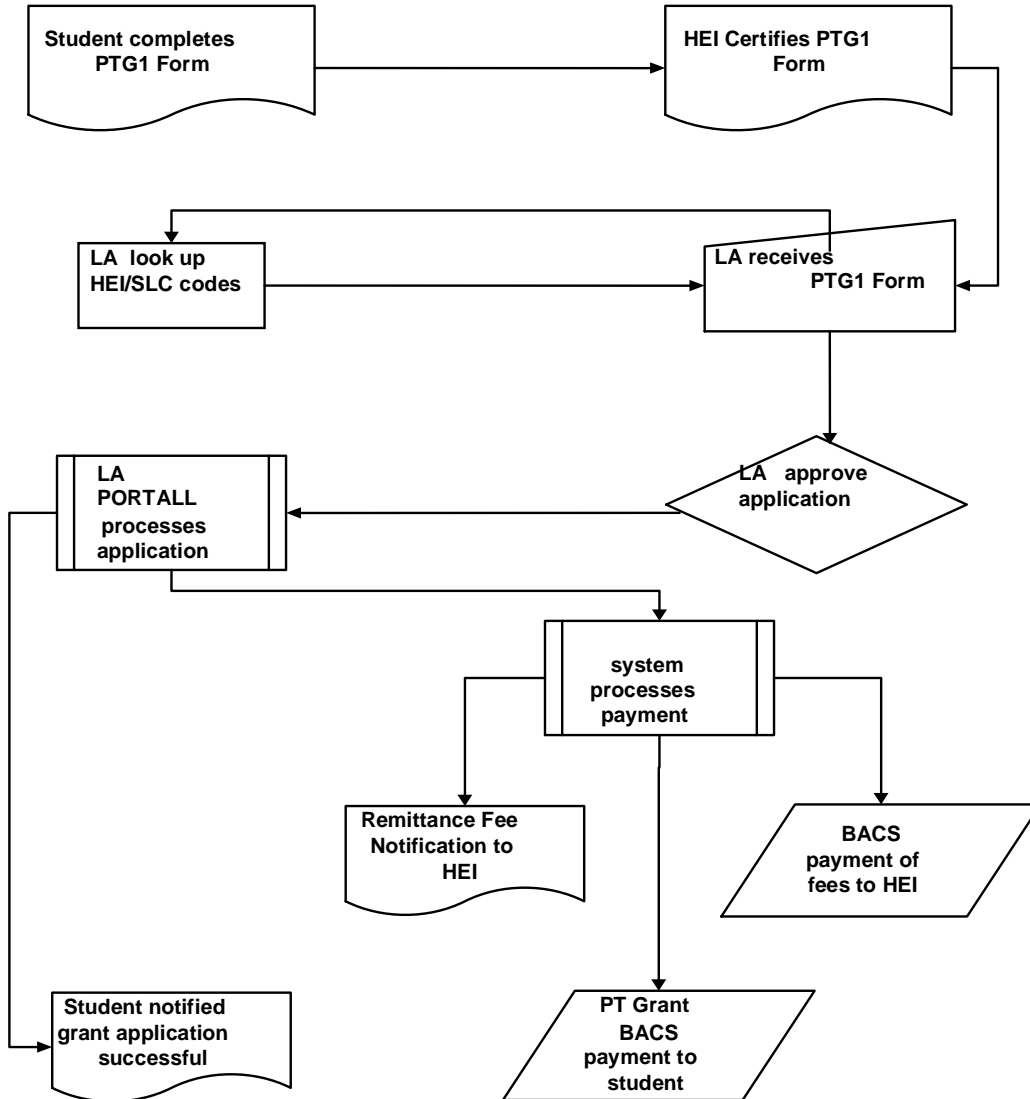 Student completes
PTG1 Form
HEI Certifies PTG1
Form
LA look up
HEI/SLC codes
LA receives
PTG1 Form
LA
PORTALL
processes
application
LA approve
application
system
processes
payment
Remittance Fee
Notification to
HEI
BACS
payment of
fees to HEI
Student notified
grant application
successful
PT Grant
BACS
payment to
student